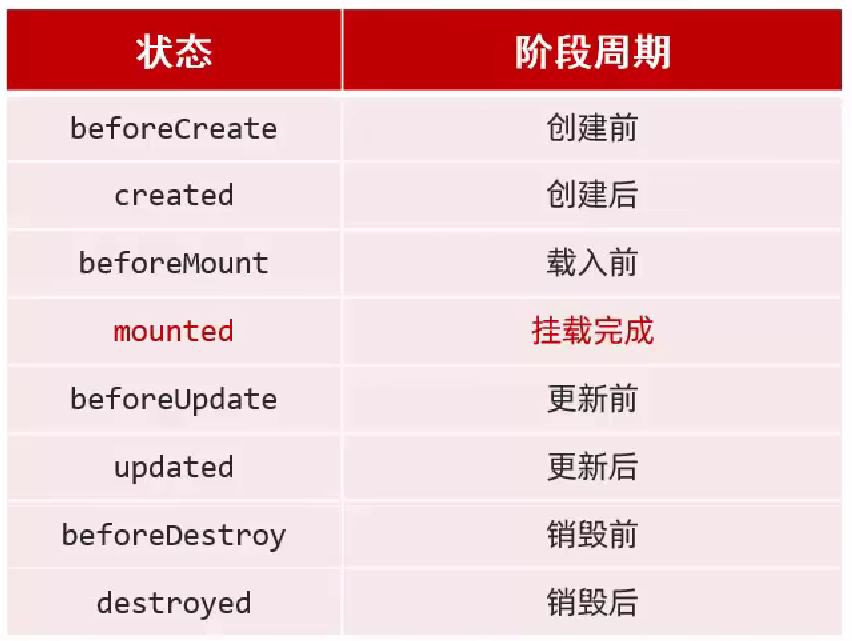 状态 阶段周期
beforeCreate 创建前
created 创建后
beforeMount 载入前
mounted 挂载完成
beforeUpdate 更新前
updated 更新后
beforeDestroy 销毁前
destroyed 销毁后